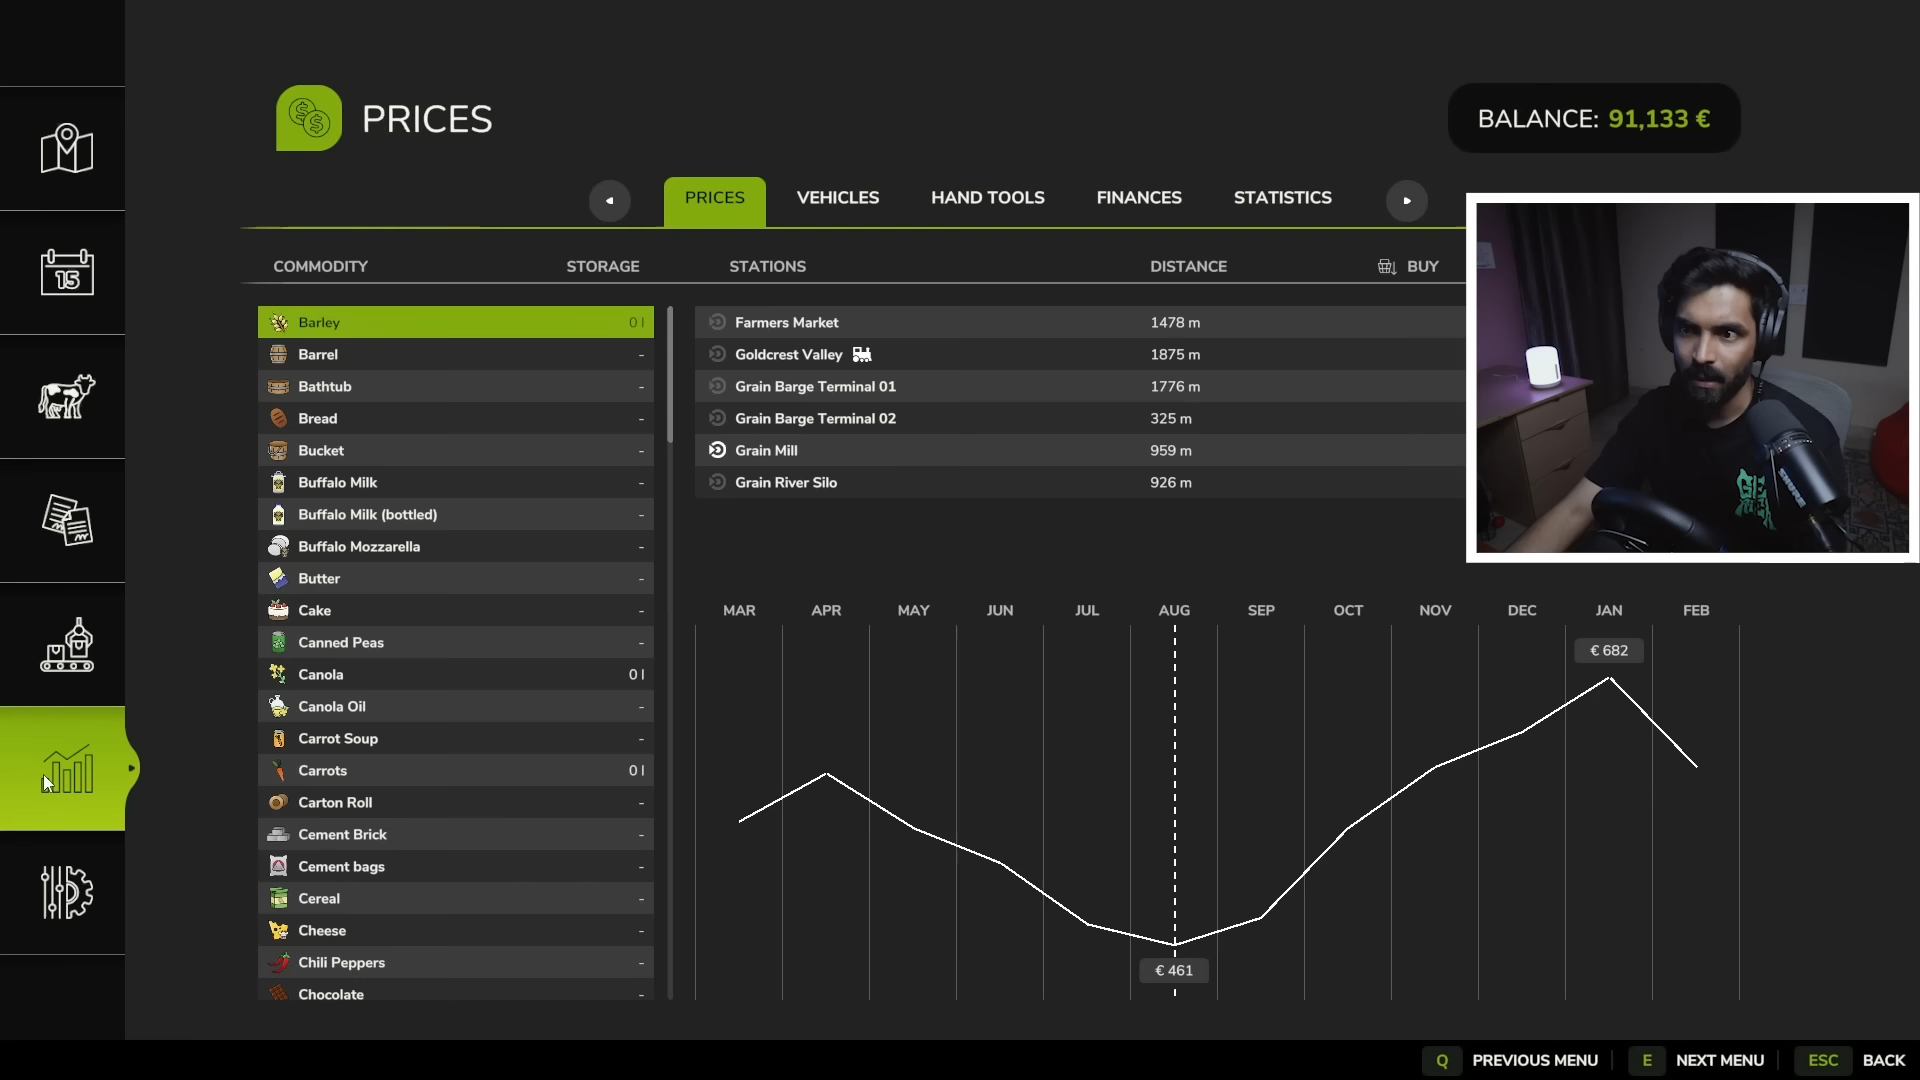 PRICES
BALANCE: 91,133 €
PRICES VEHICLES HAND TOOLS FINANCES STATISTICS
COMMODITY STORAGE STATIONS DISTANCE BUY
15
Barley 0 l
Barrel -
Bathtub -
Bread -
Bucket -
Buffalo Milk -
Buffalo Milk (bottled) -
Buffalo Mozzarella -
Butter -
Cake -
Canned Peas -
Canola 0 l
Canola Oil -
Carrot Soup -
Carrots 0 l
Carton Roll -
Cement Brick -
Cement bags -
Cereal -
Cheese -
Chili Peppers -
Chocolate -
Farmers Market 1478 m
Goldcrest Valley 1875 m
Grain Barge Terminal 01 1776 m
Grain Barge Terminal 02 325 m
Grain Mill 959 m
Grain River Silo 926 m
SHURE
MAR APR MAY JUN JUL AUG SEP OCT NOV DEC JAN FEB
€ 682
€ 461
Q PREVIOUS MENU E NEXT MENU ESC BACK